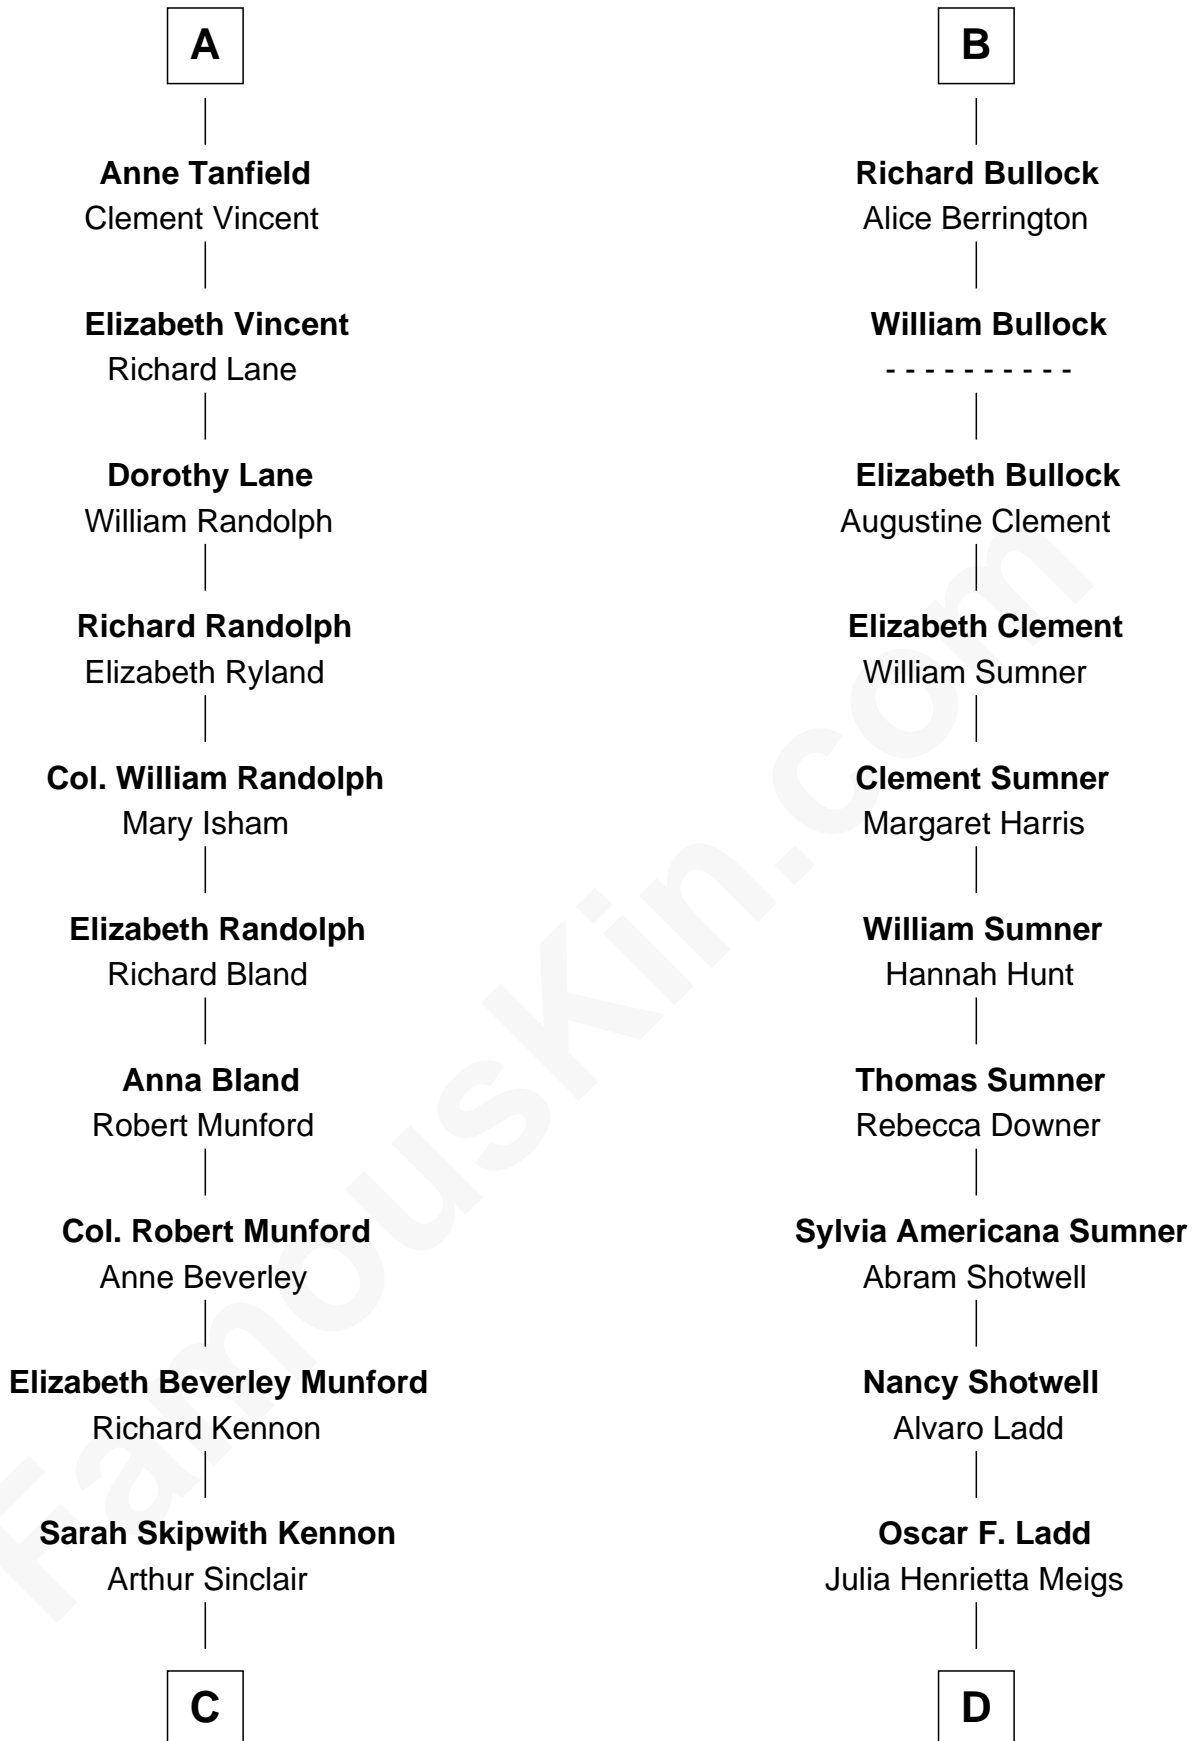 A
Anne Tanfield
Clement Vincent
Elizabeth Vincent
Richard Lane
Dorothy Lane
William Randolph
Richard Randolph
Elizabeth Ryland
Col. William Randolph
Mary Isham
Elizabeth Randolph
Richard Bland
Anna Bland
Robert Munford
Col. Robert Munford
Anne Beverley
Elizabeth Beverley Munford
Richard Kennon
Sarah Skipwith Kennon
Arthur Sinclair
C
B
Richard Bullock
Alice Berrington
William Bullock
- - - - - - - - - -
Elizabeth Bullock
Augustine Clement
Elizabeth Clement
William Sumner
Clement Sumner
Margaret Harris
William Sumner
Hannah Hunt
Thomas Sumner
Rebecca Downer
Sylvia Americana Sumner
Abram Shotwell
Nancy Shotwell
Alvaro Ladd
Oscar F. Ladd
Julia Henrietta Meigs
D
FamousKin.com